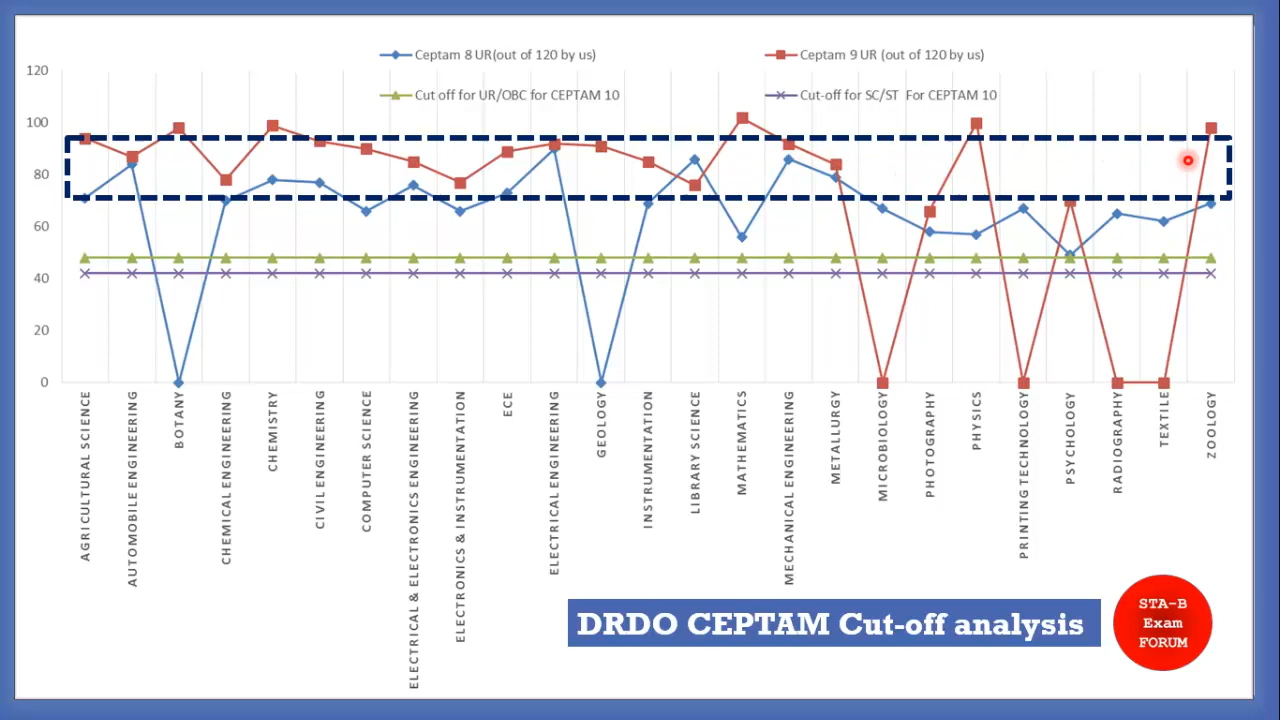 Ceptam 8 UR(out of 120 by us)
Ceptam 9 UR (out of 120 by us)
Cut off for UR/OBC for CEPTAM 10
Cut-off for SC/ST For CEPTAM 10
120
100
80
60
40
20
0
AGRICULTURAL SCIENCE
AUTOMOBILE ENGINEERING
BOTANY
CHEMICAL ENGINEERING
CHEMISTRY
CIVIL ENGINEERING
COMPUTER SCIENCE
ELECTRICAL & ELECTRONICS ENGINEERING
ELECTRONICS & INSTRUMENTATION
ECE
ELECTRICAL ENGINEERING
GEOLOGY
INSTRUMENTATION
LIBRARY SCIENCE
MATHEMATICS
MECHANICAL ENGINEERING
METALLURGY
MICROBIOLOGY
PHOTOGRAPHY
PHYSICS
PRINTING TECHNOLOGY
PSYCHOLOGY
RADIOGRAPHY
TEXTILE
ZOOLOGY
DRDO CEPTAM Cut-off analysis
STA-B
Exam
FORUM